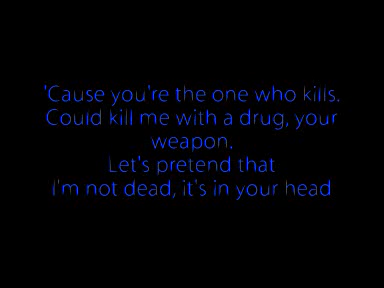 'Cause you're the one who kills.
Could kill me with a drug, your
weapon.
Let's pretend that
I'm not dead, it's in your head